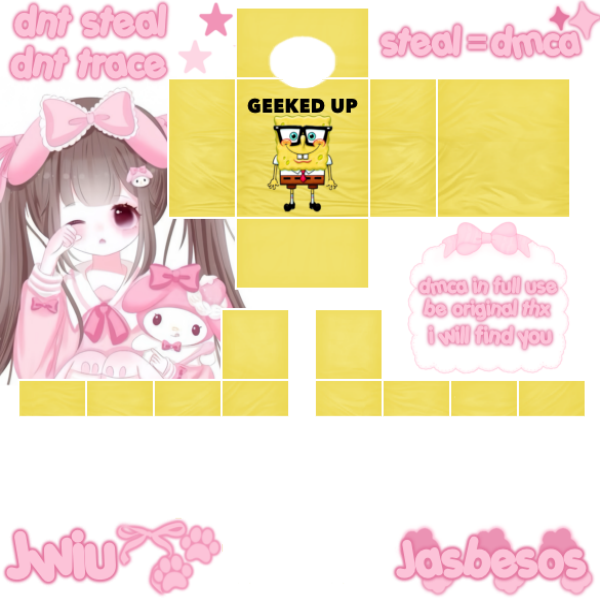 dnt steal
dnt trace
steal = dmca
GEEKED UP
dmca in full use
be original thx
i will find you
Jwiu
Jasbesos